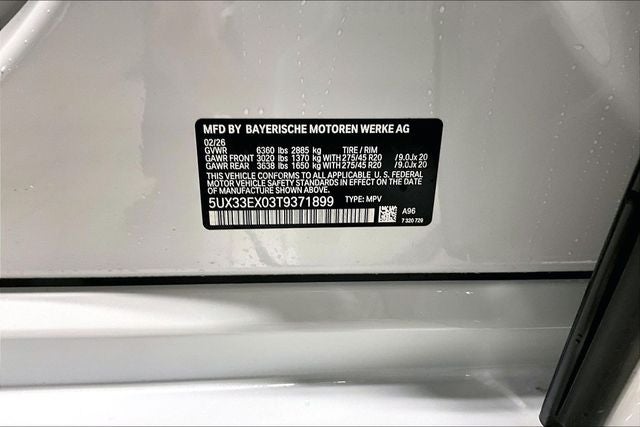 MFD BY BAYERISCHE MOTOREN WERKE AG
02/26
GVWR 6360 lbs 2885 kg TIRE / RIM
GAWR FRONT 3020 lbs 1370 kg WITH 275/45 R20 / 9.0Jx 20
GAWR REAR 3638 lbs 1650 kg WITH 275/45 R20 / 9.0Jx 20
THIS VEHICLE CONFORMS TO ALL APPLICABLE U. S. FEDERAL
MOTOR VEHICLE SAFETY STANDARDS IN EFFECT ON THE DATE
OF MANUFACTURE SHOWN ABOVE.
5UX33EX03T9371899 TYPE: MPV
A96
7 320 729